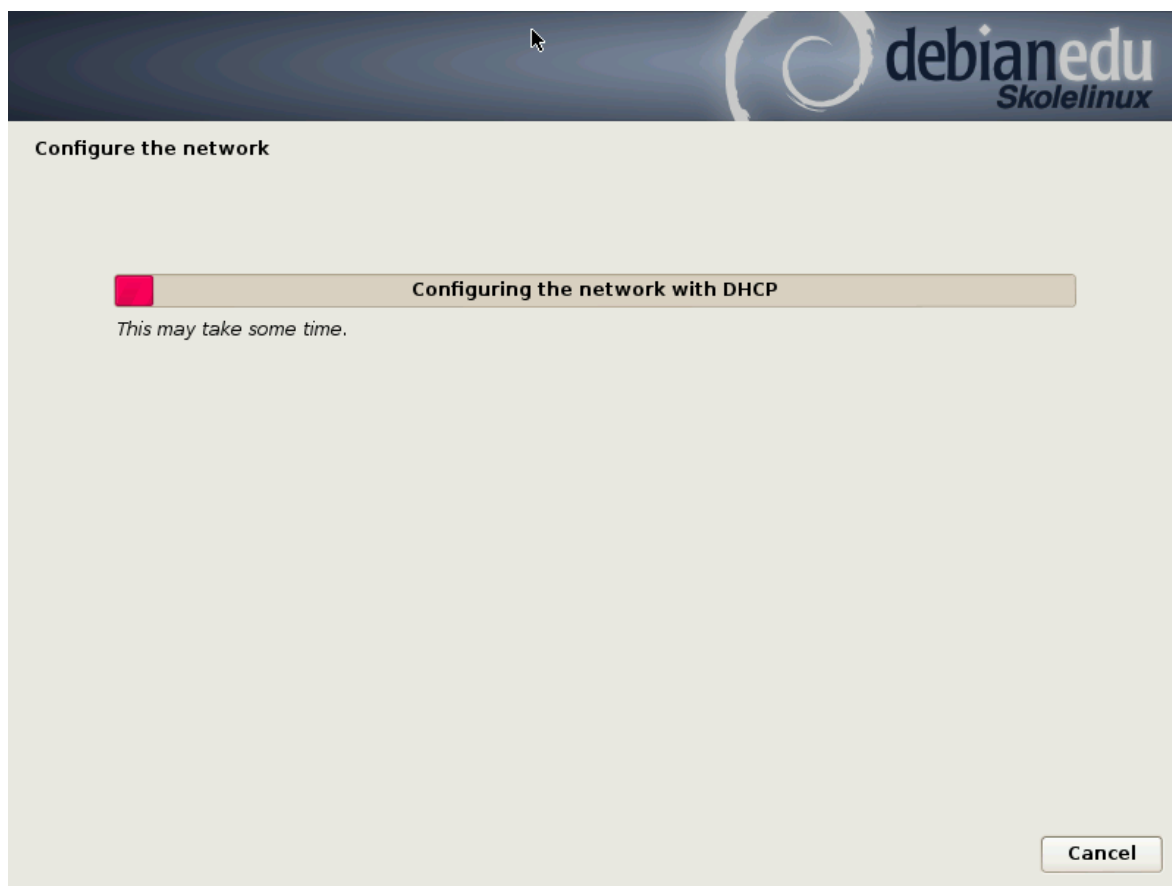 debianedu
Skolelinux
Configure the network
Configuring the network with DHCP
This may take some time.
Cancel